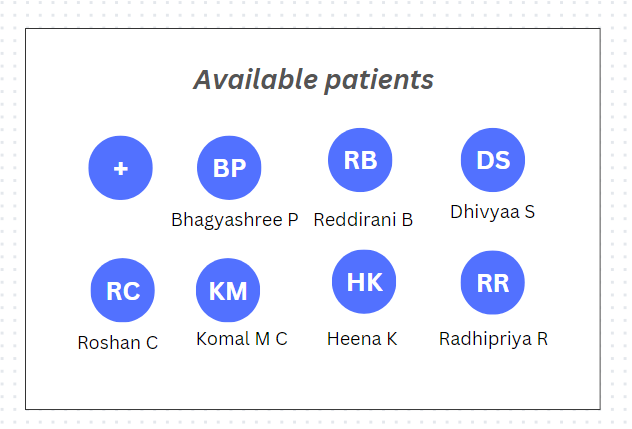 Available patients
+
BP
RB
DS
Bhagyashree P
Reddirani B
Dhivyaa S
RC
KM
HK
RR
Roshan C
Komal M C
Heena K
Radhipriya R